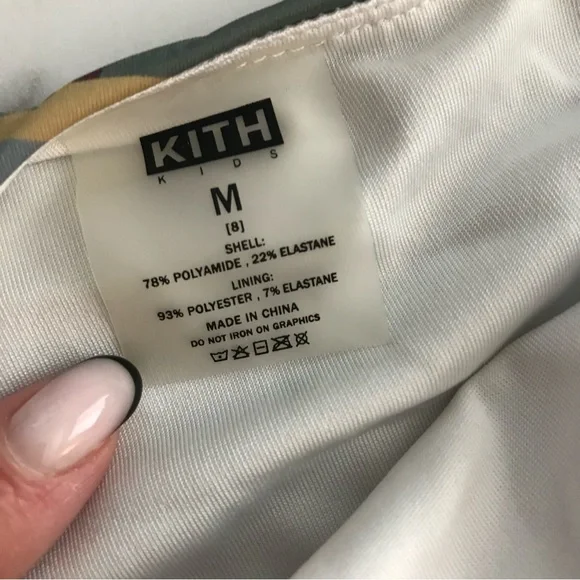 KITH
KIDS
M
[8]
SHELL:
78% POLYAMIDE , 22% ELASTANE
LINING:
93% POLYESTER , 7% ELASTANE
MADE IN CHINA
DO NOT IRON ON GRAPHICS